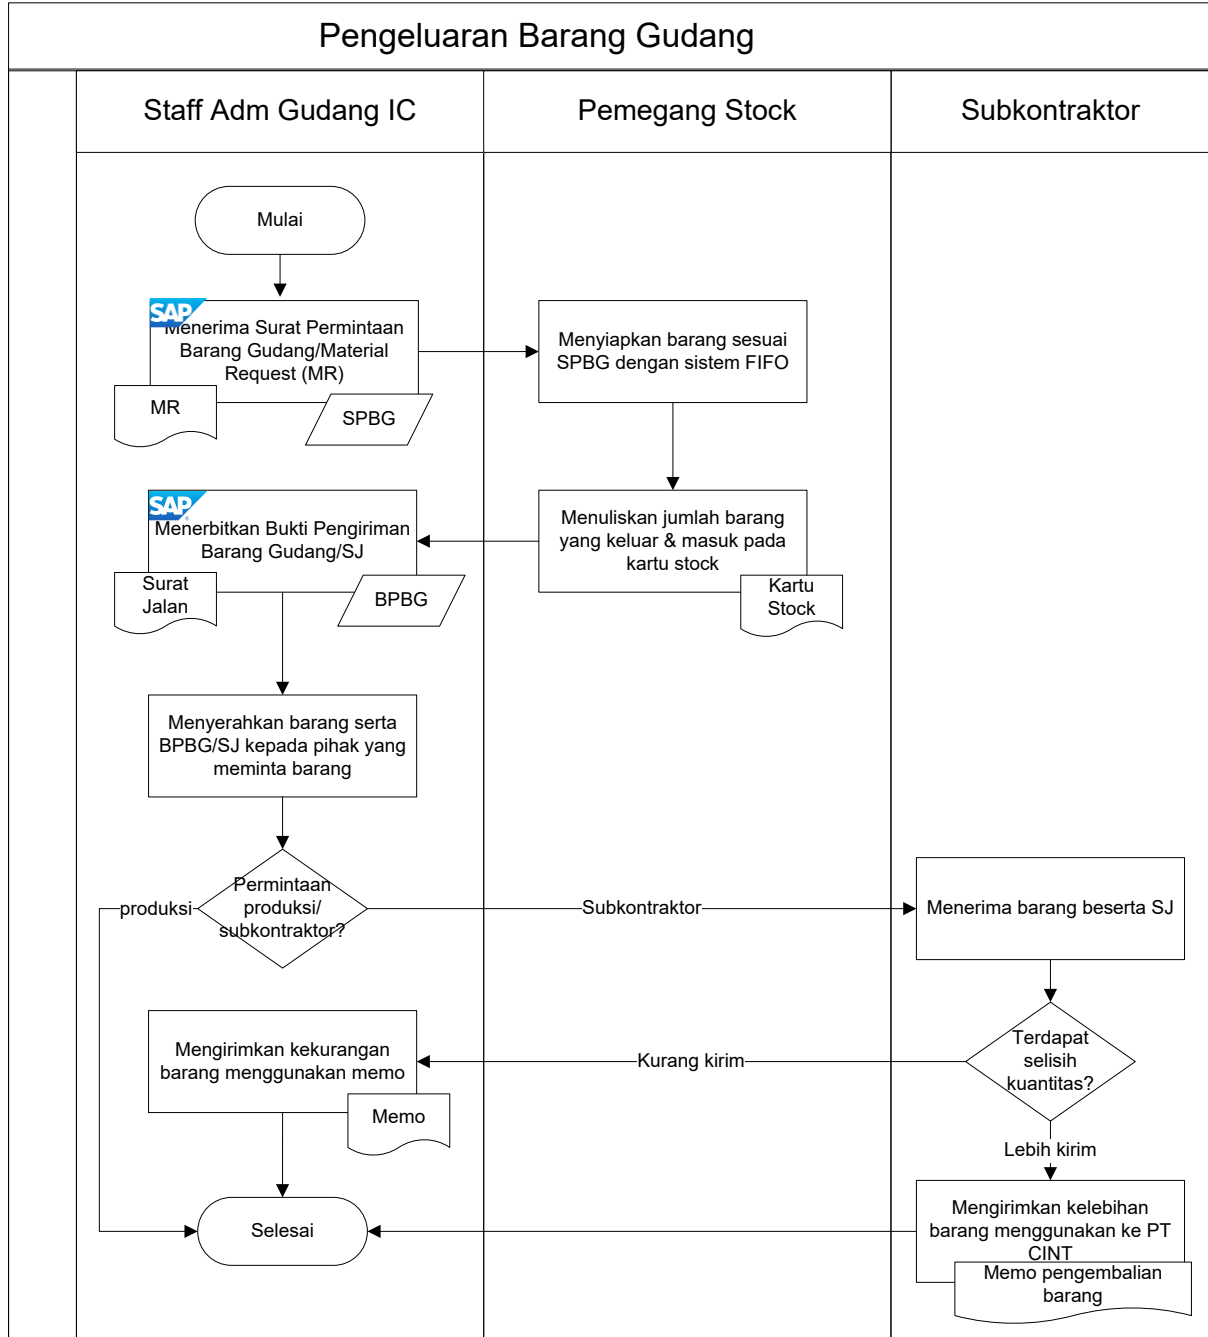 Pengeluaran Barang Gudang
Staff Adm Gudang IC
Pemegang Stock
Subkontraktor
Mulai
SAP
Menerima Surat Permintaan
Barang Gudang/Material
Request (MR)
MR
SPBG
Menyiapkan barang sesuai
SPBG dengan sistem FIFO
SAP
Menerbitkan Bukti Pengiriman
Barang Gudang/SJ
Surat
Jalan
BPBG
Menuliskan jumlah barang
yang keluar & masuk pada
kartu stock
Kartu
Stock
Menyerahkan barang serta
BPBG/SJ kepada pihak yang
meminta barang
Permintaan
produksi/
subkontraktor?
produksi
Subkontraktor
Menerima barang beserta SJ
Mengirimkan kekurangan
barang menggunakan memo
Memo
Kurang kirim
Terdapat
selisih
kuantitas?
Lebih kirim
Selesai
Mengirimkan kelebihan
barang menggunakan ke PT
CINT
Memo pengembalian
barang